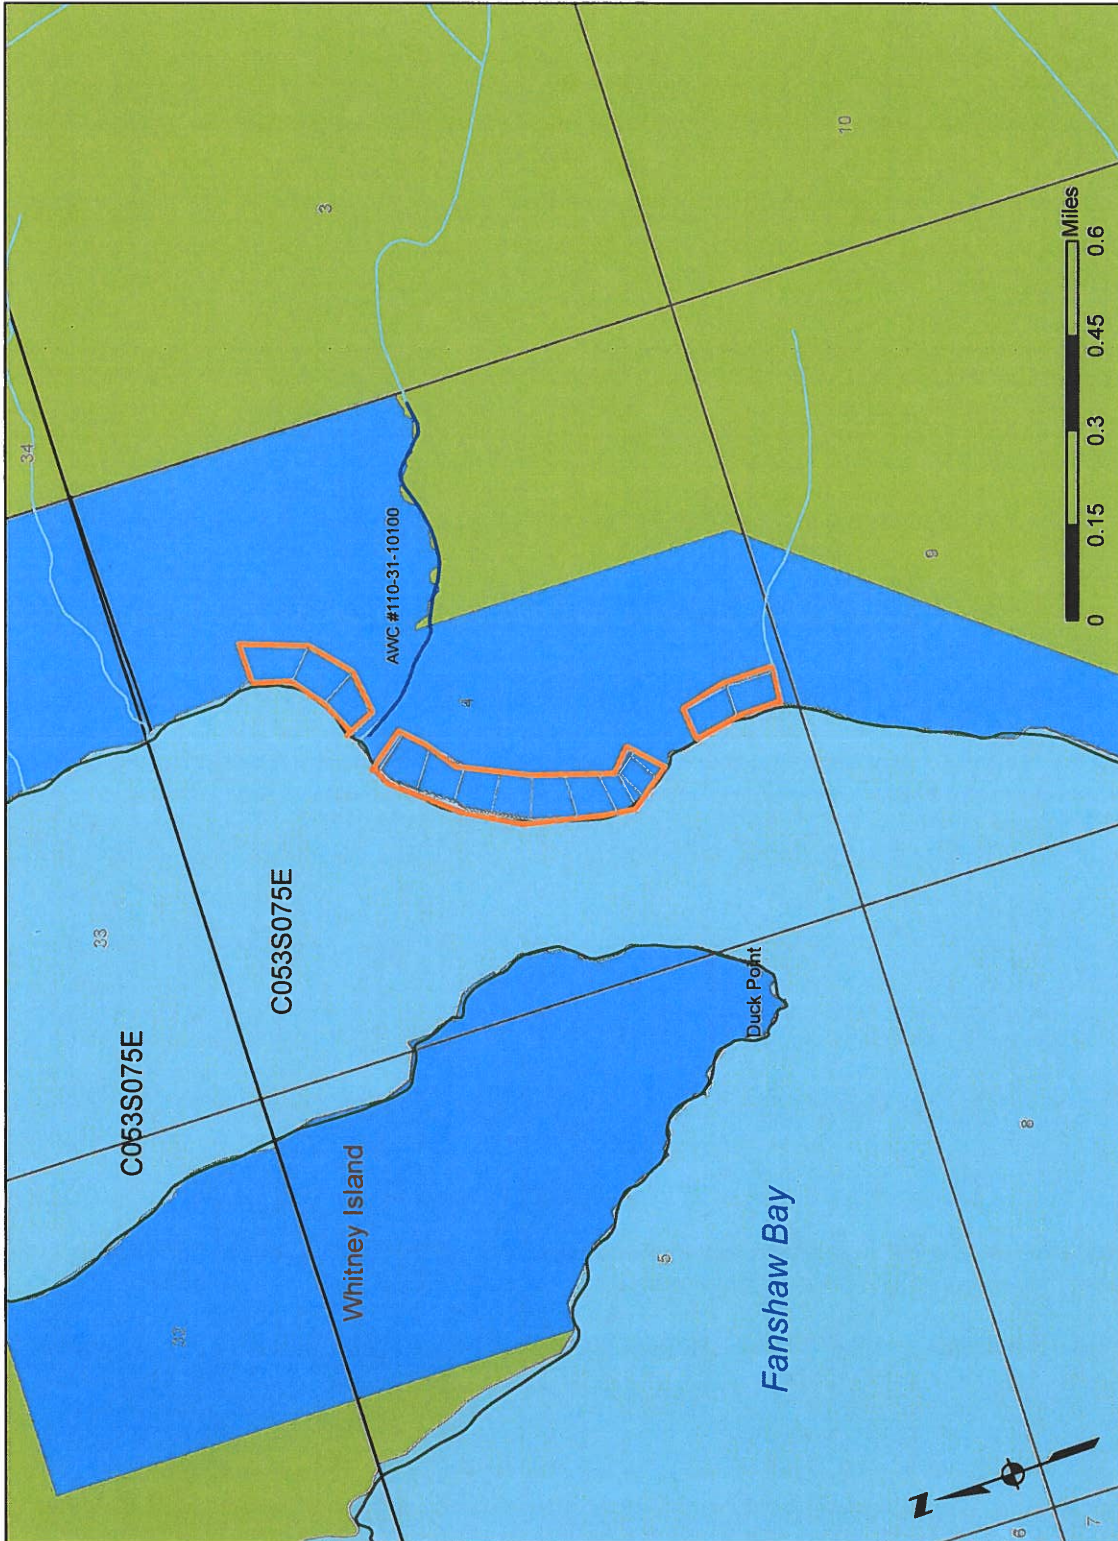 34
3
33
C053S075E
C053S075E
AWC #110-31-10100
10
32
Whitney Island
4
9
Duck Point
5
Fanshaw Bay
8
N
6
7
Miles
0 0.15 0.3 0.45 0.6